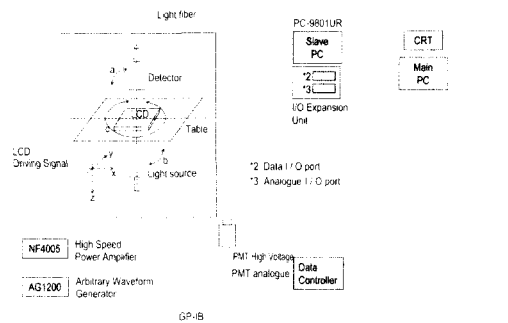 Light fiber
PC-9801UR
Slave
PC
CRT
Main
PC
*2
*3
I/O Expansion
Unit
a
Detector
LCD
c
Table
LCD
Driving Signal
y
x
z
b
Light source
*2 Data I / O port
*3 Analogue I / O port
NF4005
High Speed
Power Amplifier
PMT High Voltage
PMT analogue
Data
Controller
AG1200
Arbitrary Waveform
Generator
GP-IB